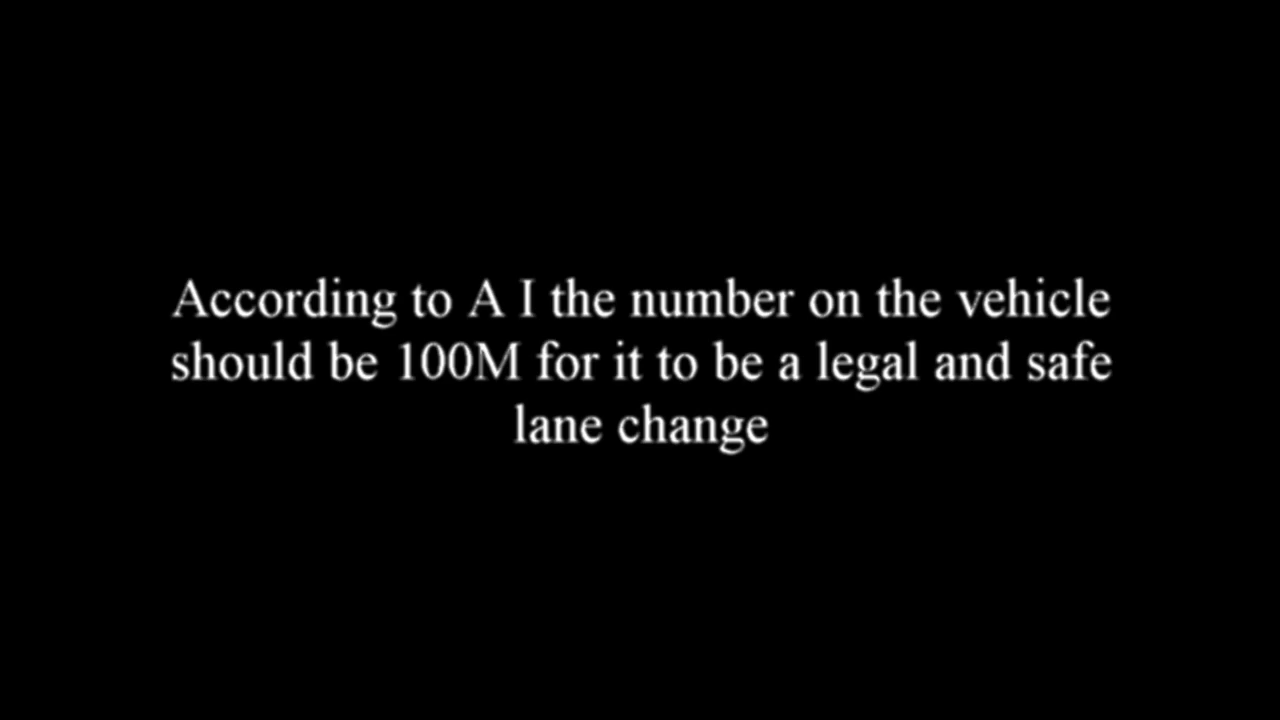 According to A I the number on the vehicle
should be 100M for it to be a legal and safe
lane change